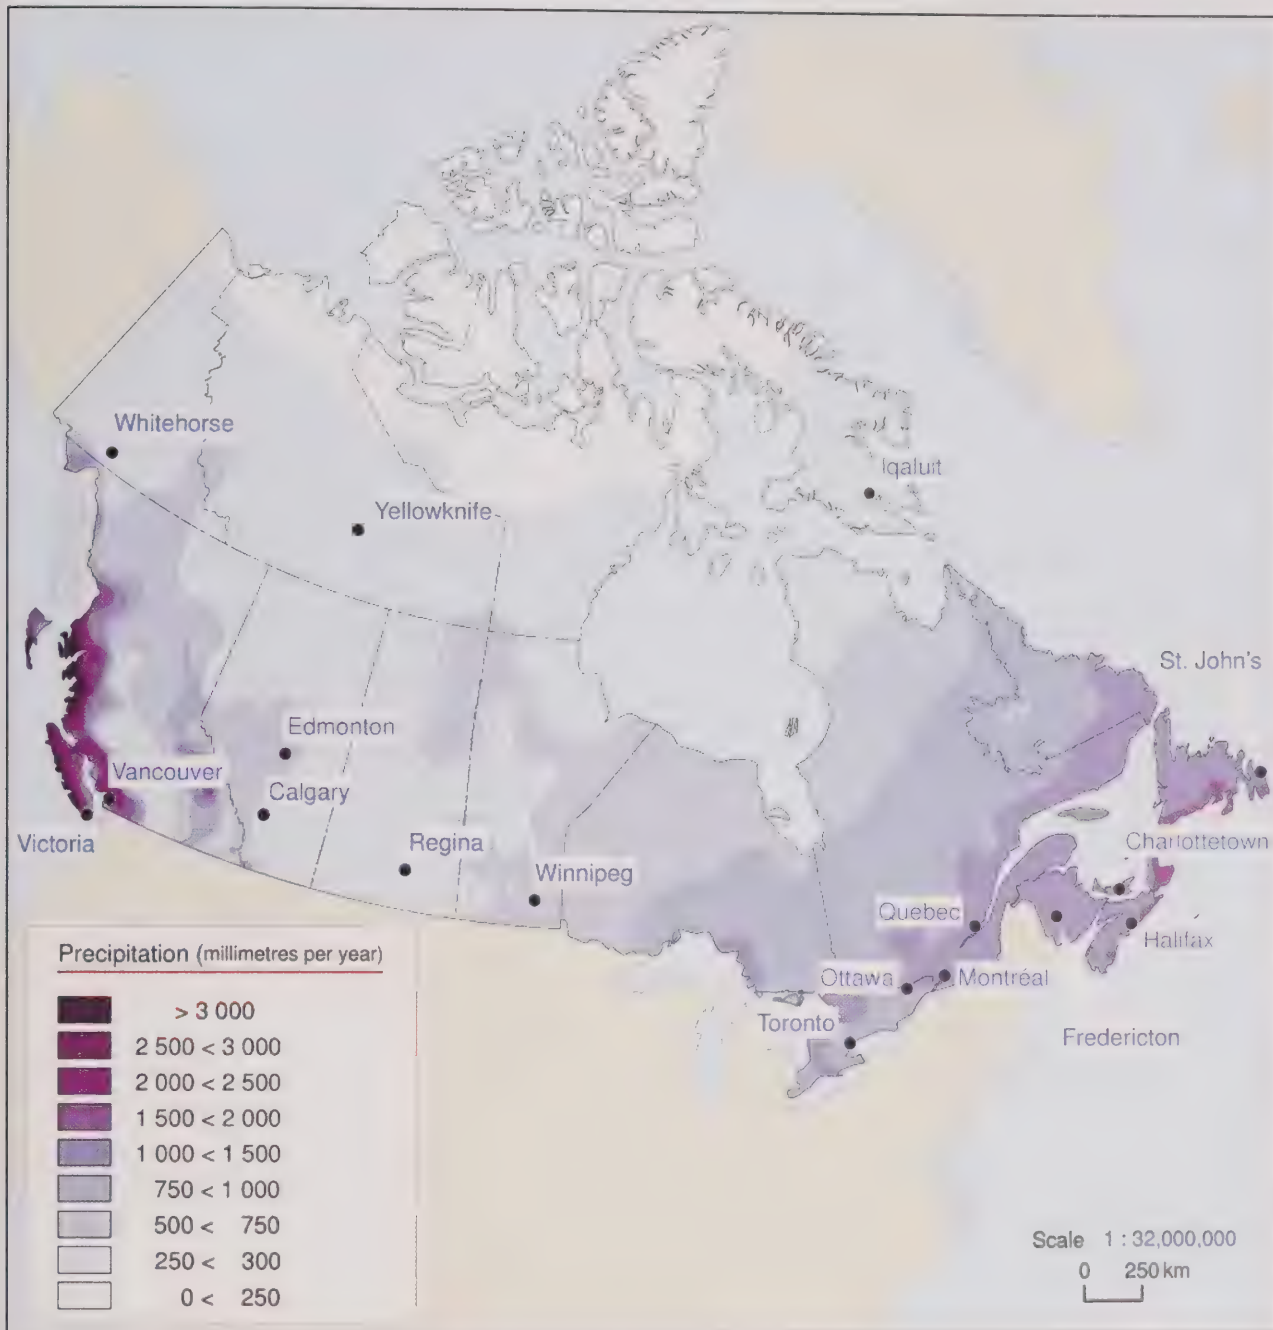 Whitehorse
Iqaluit
Yellowknife
St. John's
Edmonton
Vancouver
Calgary
Victoria
Regina
Charlottetown
Winnipeg
Quebec
Halifax
Ottawa
Montréal
Toronto
Fredericton
Precipitation (millimetres per year)
> 3 000
2 500 < 3 000
2 000 < 2 500
1 500 < 2 000
1 000 < 1 500
750 < 1 000
500 < 750
250 < 300
0 < 250
Scale 1 : 32,000,000
0 250 km